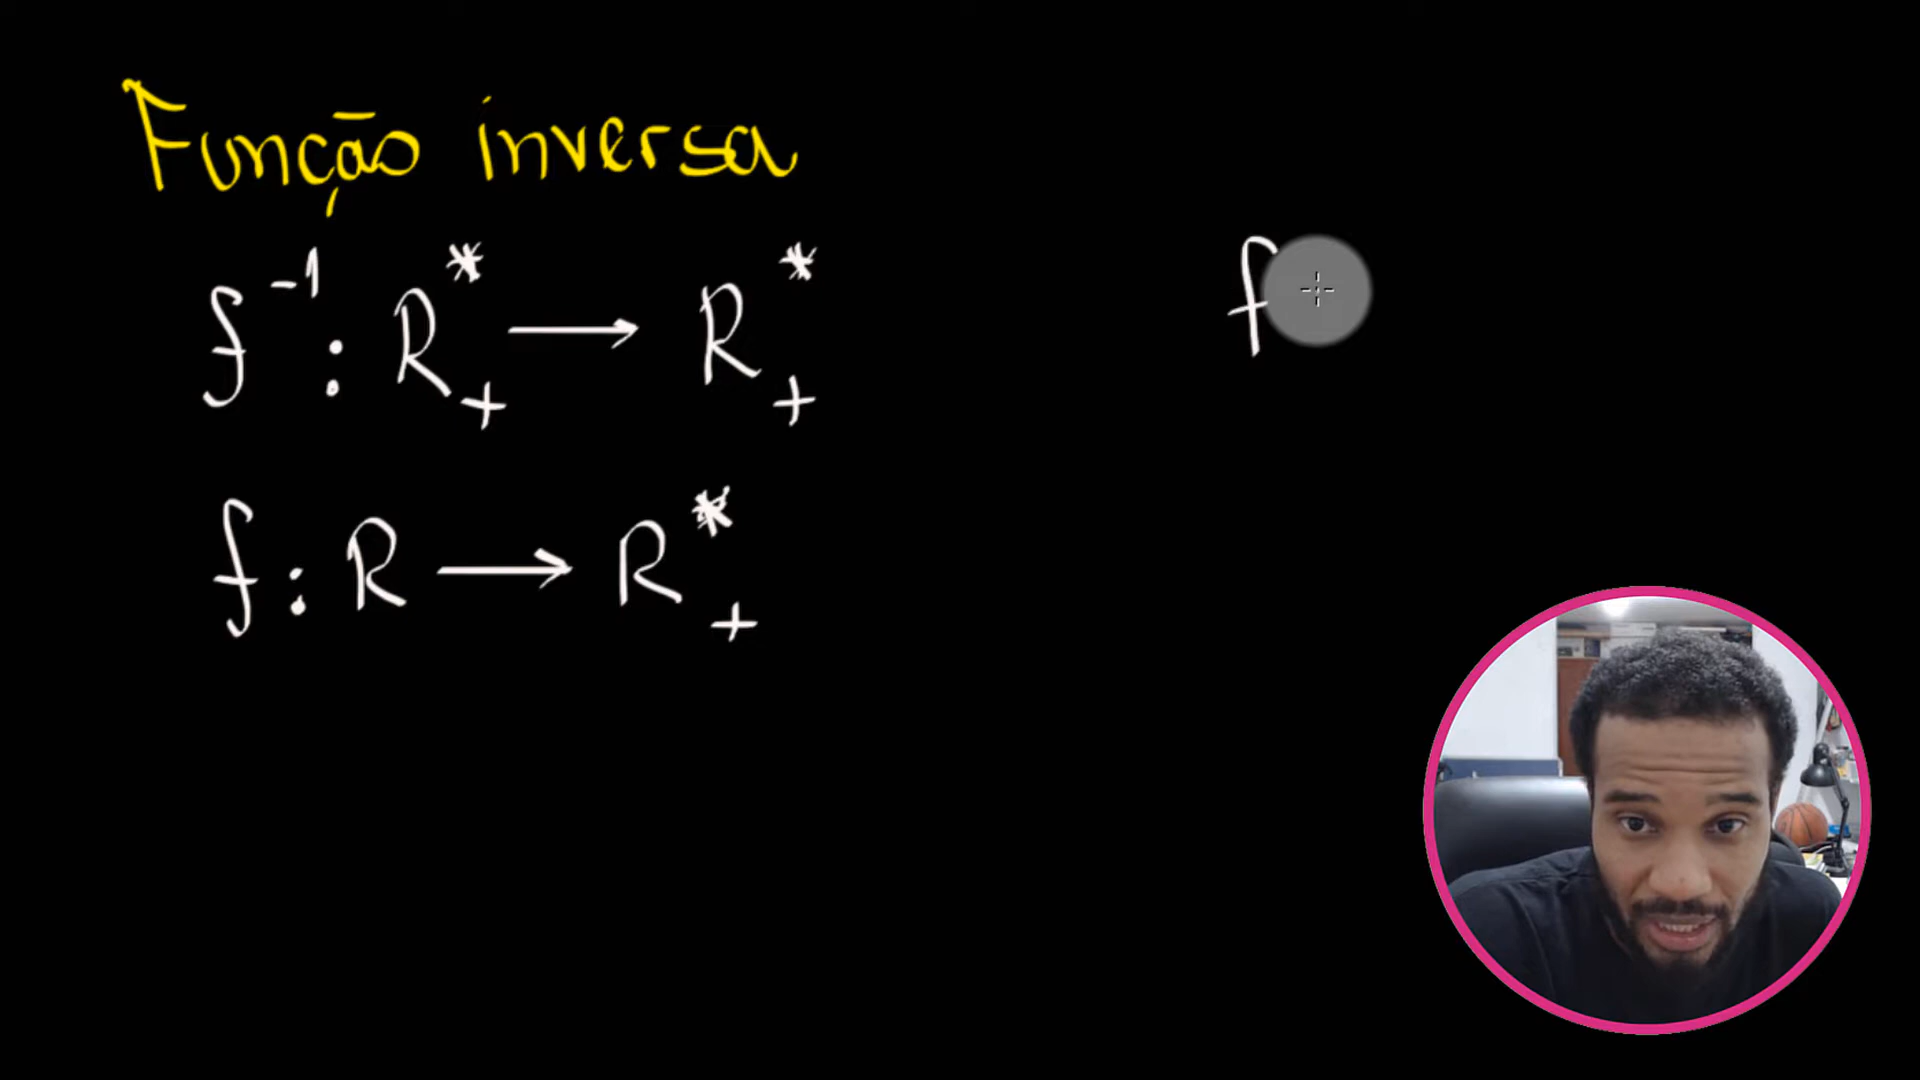 Função inversa
f⁻¹: R*₊ → R*₊
f
f: R → R*₊